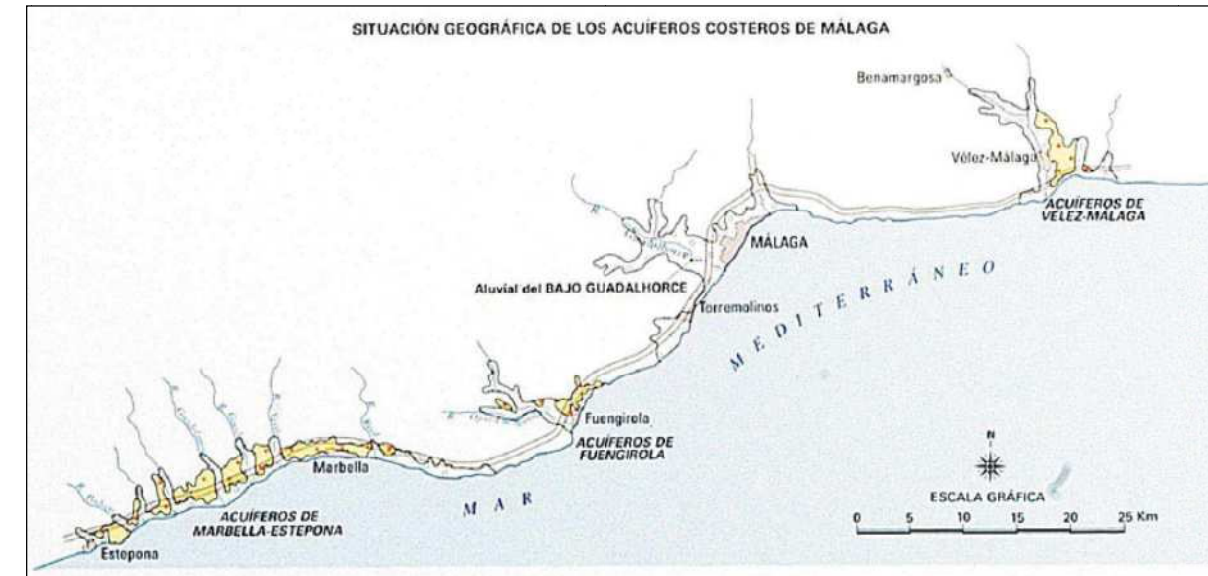 SITUACIÓN GEOGRÁFICA DE LOS ACUÍFEROS COSTEROS DE MÁLAGA
Benamargosa
Vélez-Málaga
ACUÍFEROS DE
VELEZ-MÁLAGA
MÁLAGA
Aluvial del BAJO GUADALHORCE
Torremolinos
MAR MEDITERRÁNEO
Fuengirola
ACUÍFEROS DE
FUENGIROLA
Marbella
ACUÍFEROS DE
MARBELLA-ESTEPONA
Estepona
N
ESCALA GRÁFICA
0 5 10 15 20 25 Km